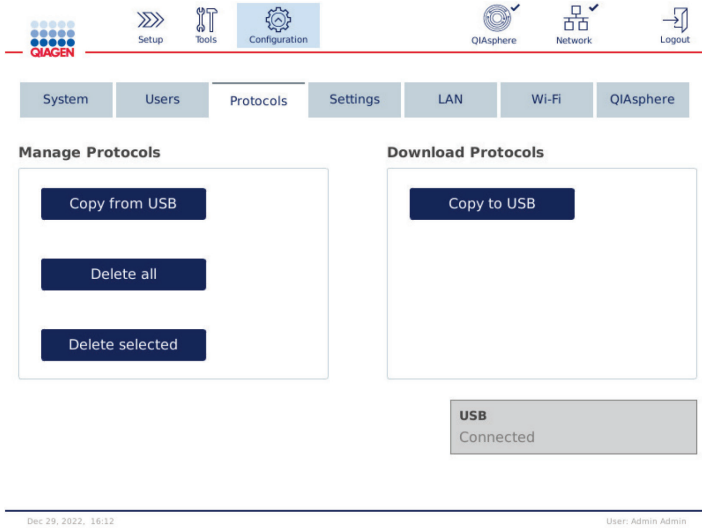 QIAGEN
Setup
Tools
Configuration
QIAsphere
Network
Logout
System
Users
Protocols
Settings
LAN
Wi-Fi
QIAsphere
Manage Protocols
Download Protocols
Copy from USB
Copy to USB
Delete all
Delete selected
USB
Connected
Dec 29, 2022, 16:12
User: Admin Admin